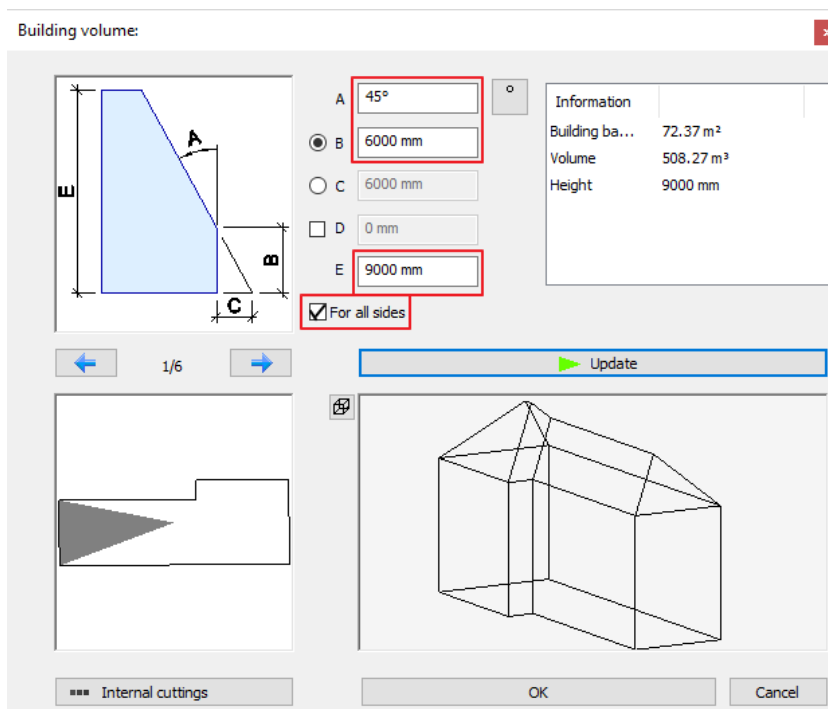 Building volume:
A 45° °
B 6000 mm
C 6000 mm
D 0 mm
E 9000 mm
For all sides
Information
Building ba... 72.37 m²
Volume 508.27 m³
Height 9000 mm
E
A
B
C
1/6
Update
Internal cuttings
OK
Cancel